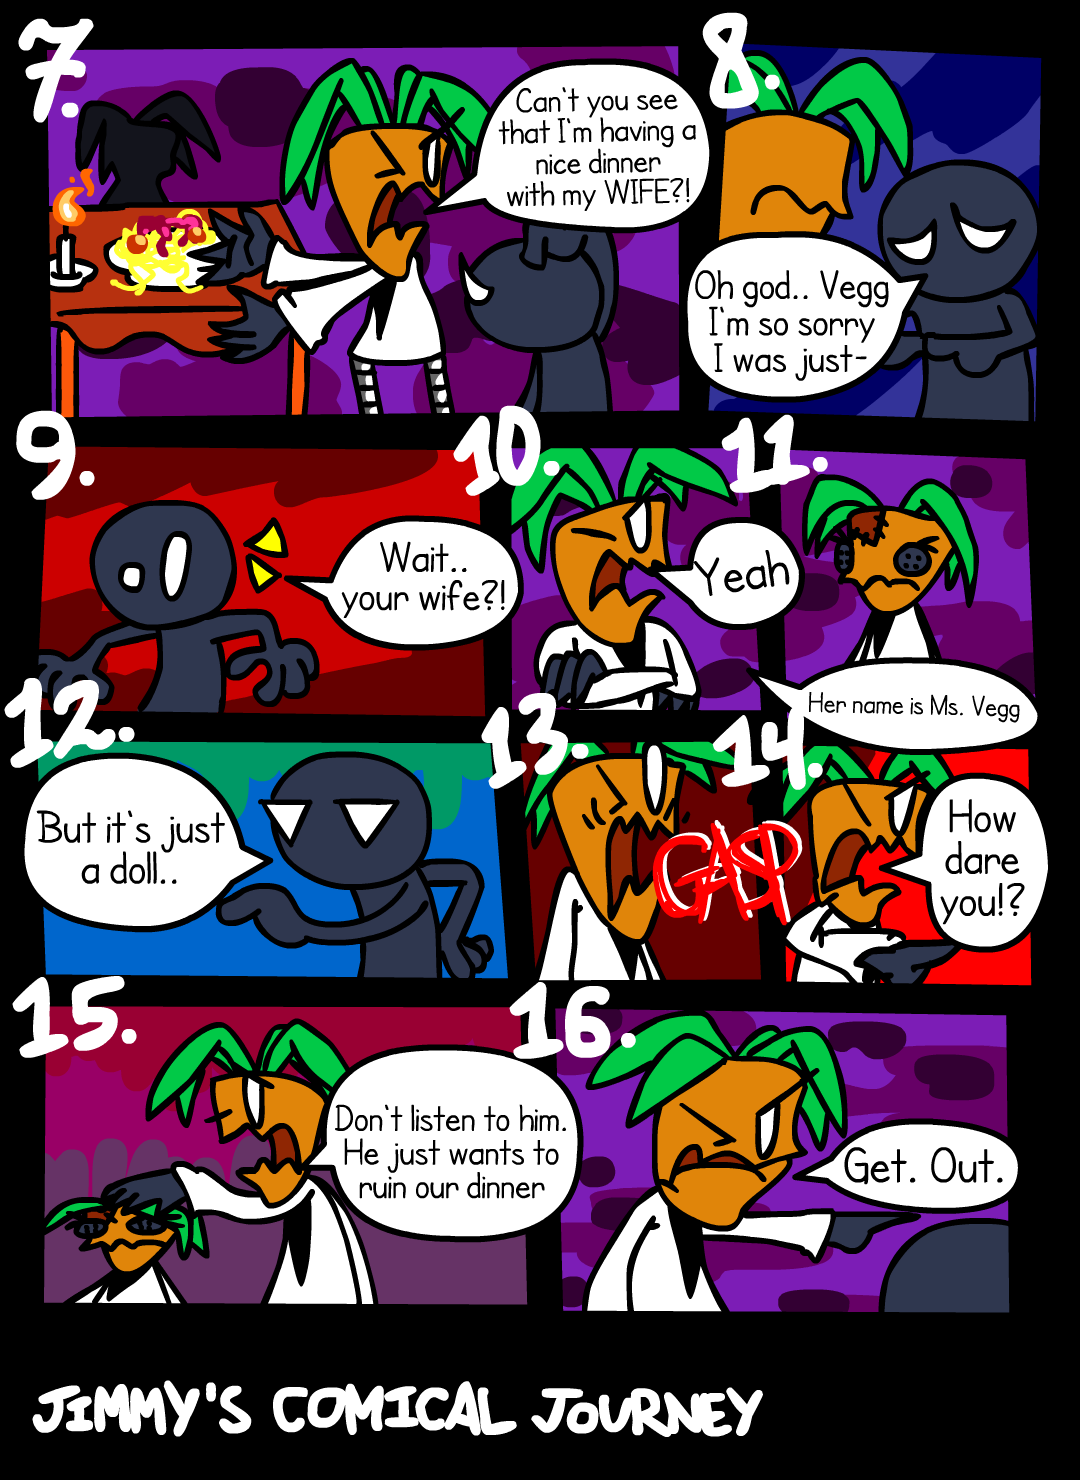 7.
Can't you see
that I'm having a
nice dinner
with my WIFE?!
8.
Oh god.. Vegg
I'm so sorry
I was just-
9.
Wait..
your wife?!
10.
Yeah
11.
Her name is Ms. Vegg
12.
But it's just
a doll..
13.
GASP
14.
How
dare
you!?
15.
Don't listen to him.
He just wants to
ruin our dinner
16.
Get. Out.
JIMMY'S COMICAL JOURNEY